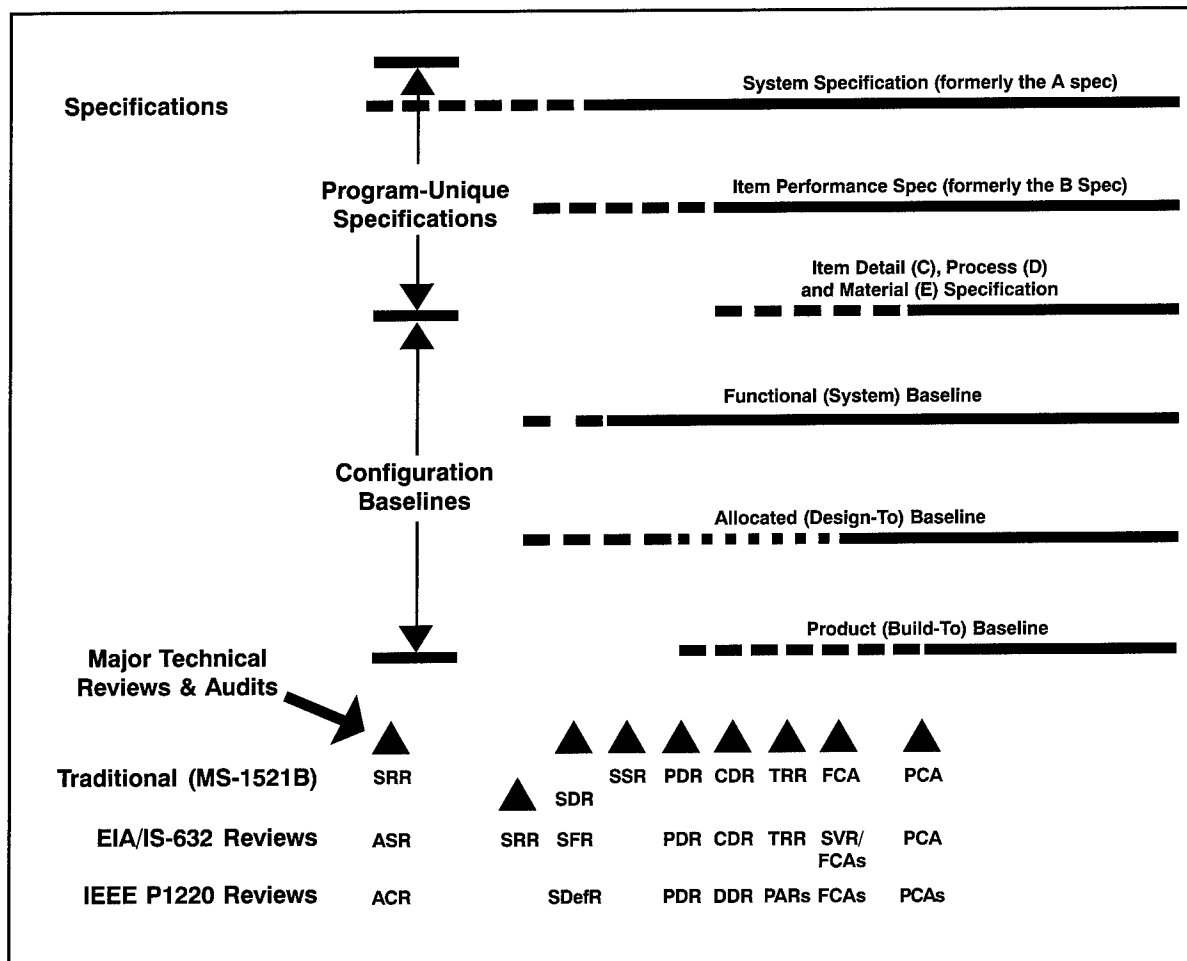 System Specification (formerly the A spec)
Specifications
Program-Unique
Specifications
Item Performance Spec (formerly the B Spec)
Item Detail (C), Process (D)
and Material (E) Specification
Functional (System) Baseline
Configuration
Baselines
Allocated (Design-To) Baseline
Product (Build-To) Baseline
Major Technical
Reviews & Audits
Traditional (MS-1521B) SRR SSR PDR CDR TRR FCA PCA
SDR
EIA/IS-632 Reviews ASR SRR SFR PDR CDR TRR SVR/ PCA
FCAs
IEEE P1220 Reviews ACR SDefR PDR DDR PARs FCAs PCAs